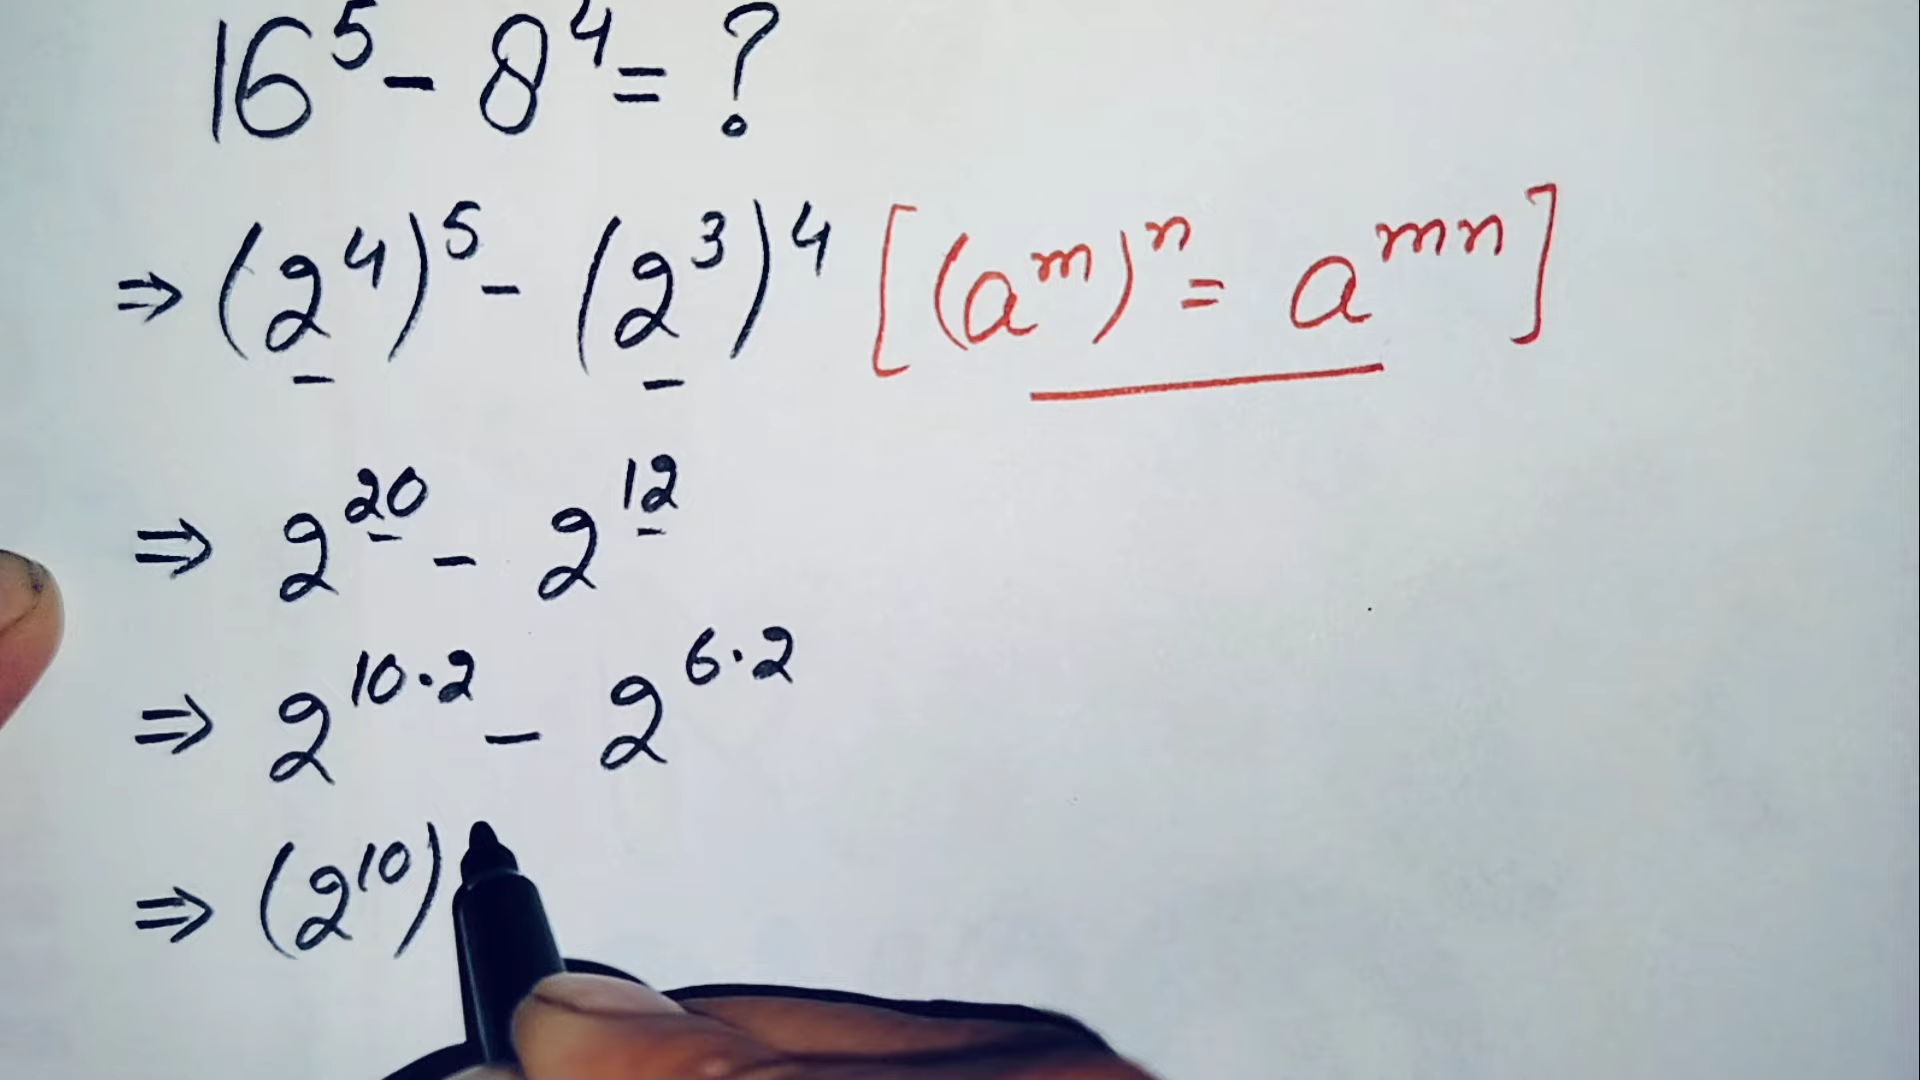 16⁵ - 8⁴ = ?
⇒ (2⁴)⁵ - (2³)⁴ [(aᵐ)ⁿ = aᵐⁿ]
⇒ 2²⁰ - 2¹²
⇒ 2¹⁰·² - 2⁶·²
⇒ (2¹⁰)